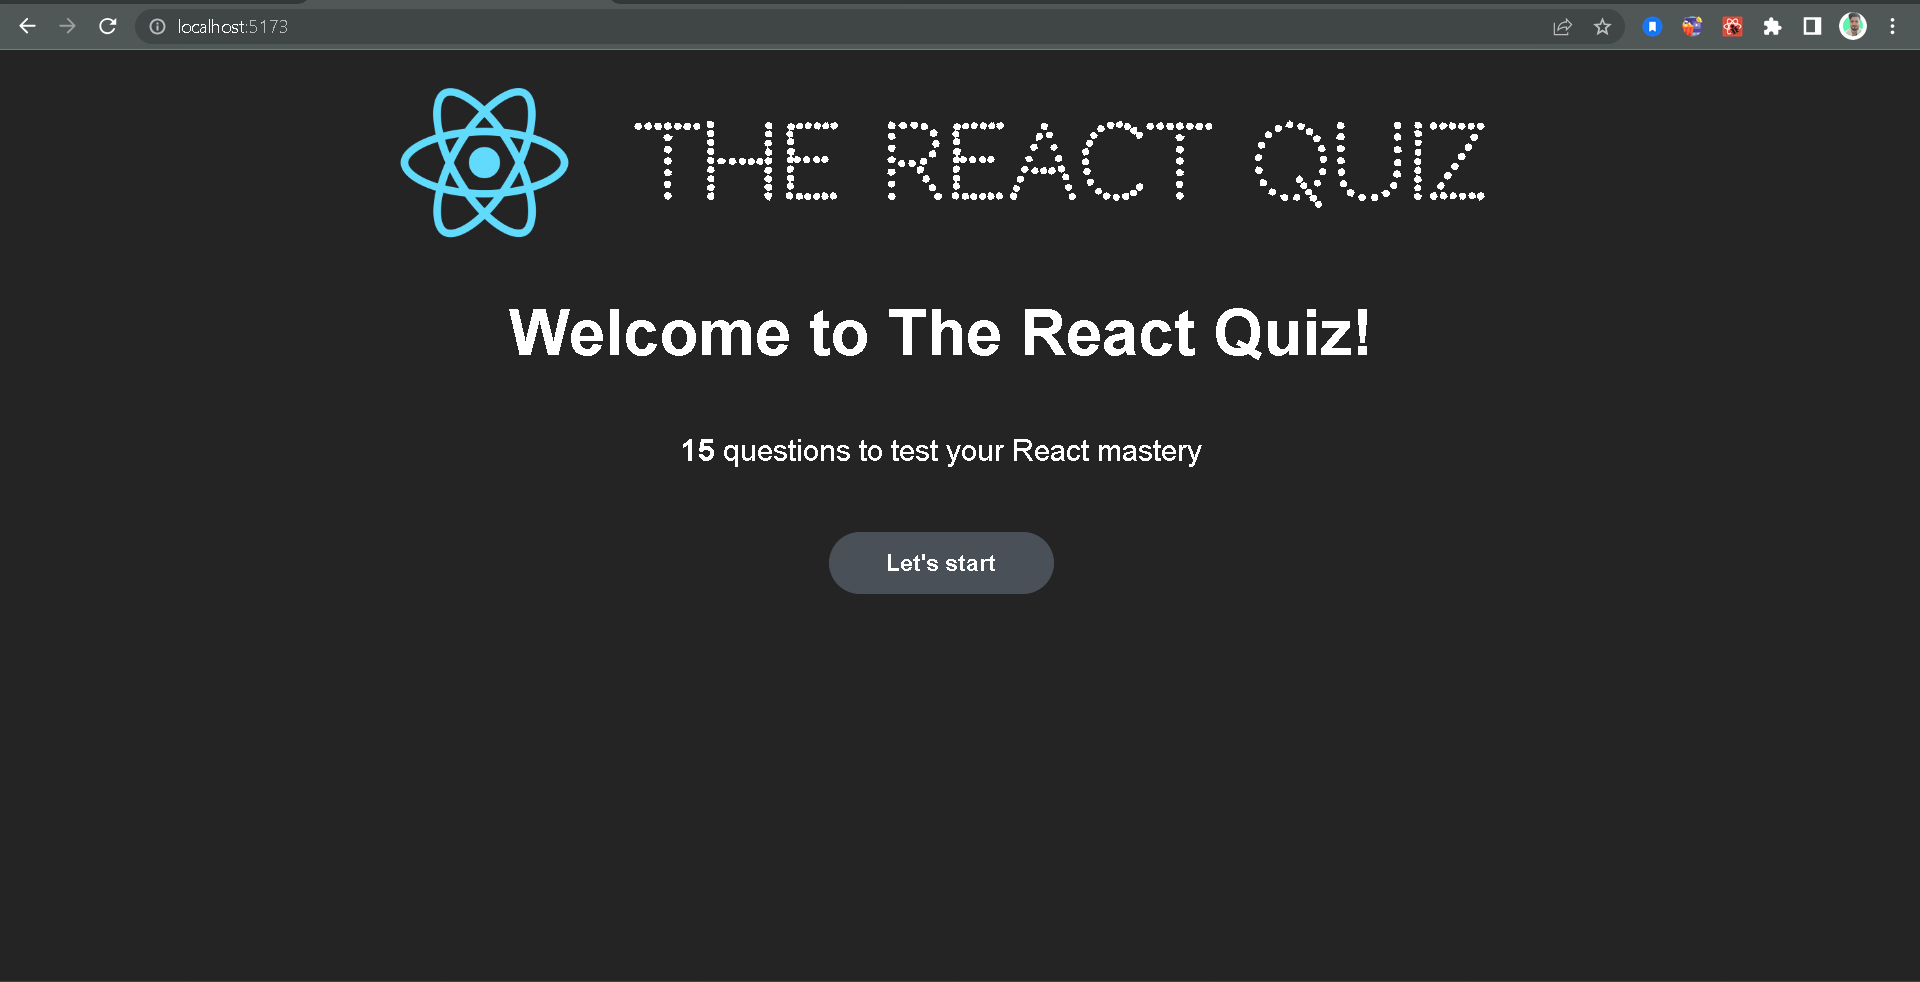 localhost:5173
THE REACT QUIZ
Welcome to The React Quiz!
15 questions to test your React mastery
Let's start